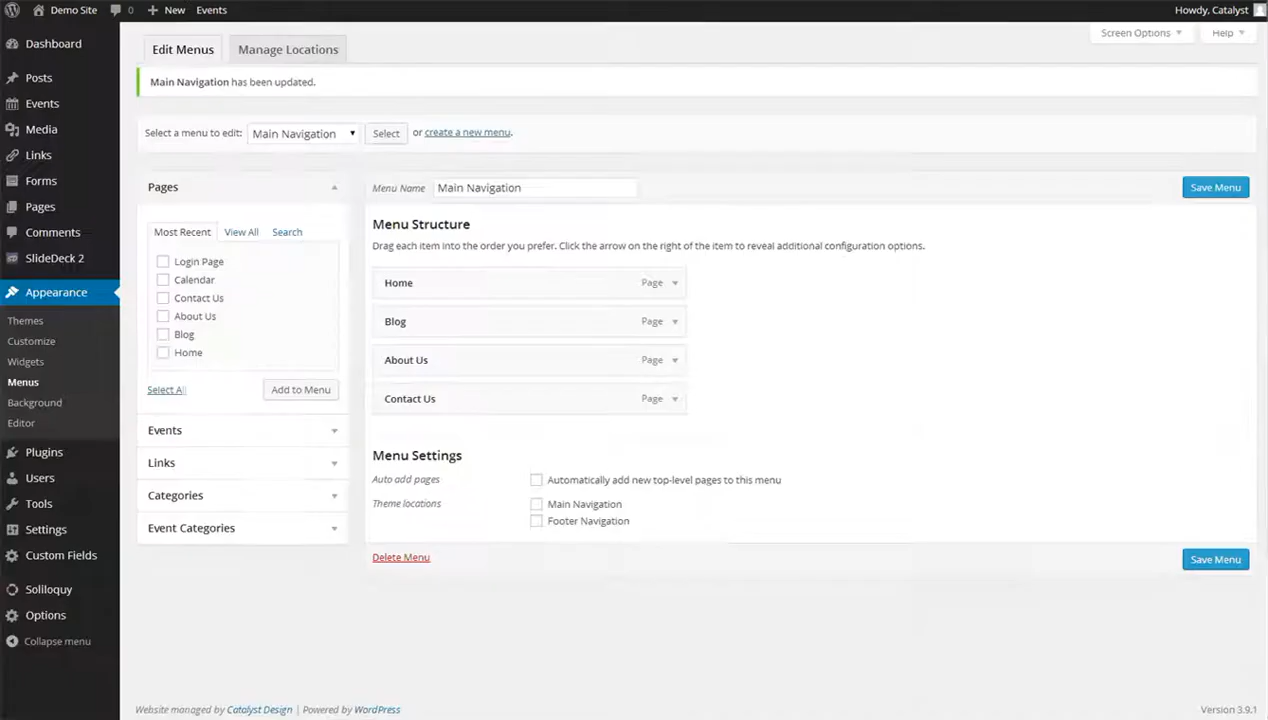 Demo Site 0 New Events Howdy, Catalyst
Dashboard
Posts
Events
Media
Links
Forms
Pages
Comments
SlideDeck 2
Appearance
Themes
Customize
Widgets
Menus
Background
Editor
Plugins
Users
Tools
Settings
Custom Fields
Soliloquy
Options
Collapse menu
Edit Menus Manage Locations Screen Options Help
Main Navigation has been updated.
Select a menu to edit: Main Navigation Select or create a new menu.
Pages
Most Recent View All Search
Login Page
Calendar
Contact Us
About Us
Blog
Home
Select All Add to Menu
Events
Links
Categories
Event Categories
Menu Name Main Navigation Save Menu
Menu Structure
Drag each item into the order you prefer. Click the arrow on the right of the item to reveal additional configuration options.
Home Page
Blog Page
About Us Page
Contact Us Page
Menu Settings
Auto add pages Automatically add new top-level pages to this menu
Theme locations Main Navigation
Footer Navigation
Delete Menu Save Menu
Website managed by Catalyst Design | Powered by WordPress Version 3.9.1